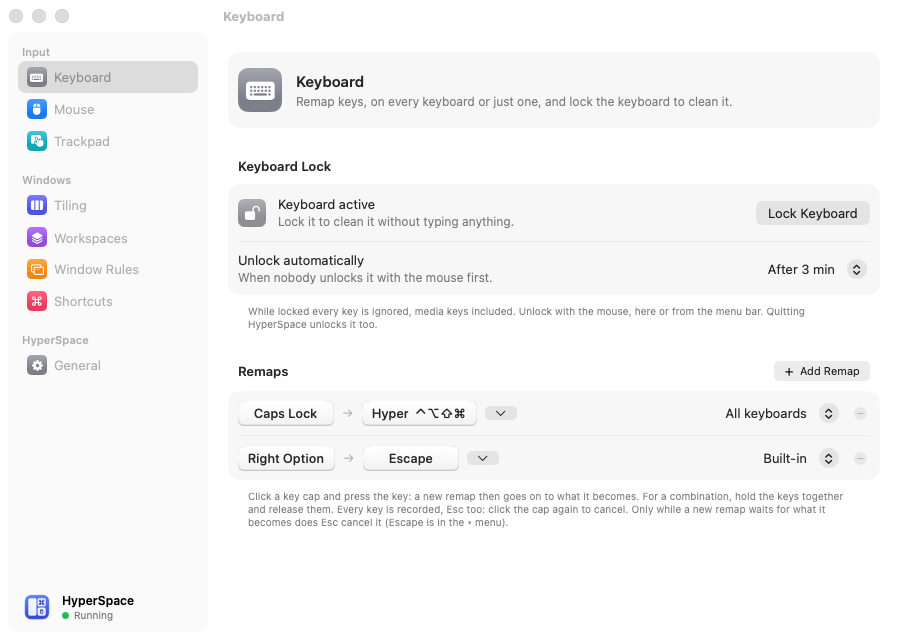 Keyboard
Input
Keyboard
Mouse
Trackpad
Windows
Tiling
Workspaces
Window Rules
Shortcuts
HyperSpace
General
HyperSpace
Running
Keyboard
Remap keys, on every keyboard or just one, and lock the keyboard to clean it.
Keyboard Lock
Keyboard active
Lock it to clean it without typing anything.
Lock Keyboard
Unlock automatically
When nobody unlocks it with the mouse first.
After 3 min
While locked every key is ignored, media keys included. Unlock with the mouse, here or from the menu bar. Quitting
HyperSpace unlocks it too.
Remaps
+ Add Remap
Caps Lock → Hyper ⌃⌥⇧⌘ All keyboards
Right Option → Escape Built-in
Click a key cap and press the key: a new remap then goes on to what it becomes. For a combination, hold the keys together
and release them. Every key is recorded, Esc too: click the cap again to cancel. Only while a new remap waits for what it
becomes does Esc cancel it (Escape is in the ▾ menu).